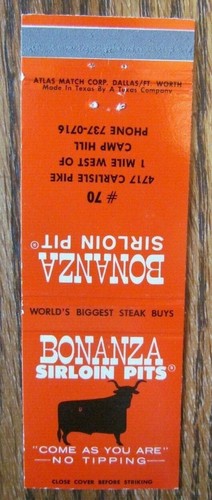 ATLAS MATCH CORP. DALLAS/FT. WORTH
Made In Texas By A Texas Company
# 70
4717 CARLISLE PIKE
1 MILE WEST OF
CAMP HILL
PHONE 737-0716
BONANZA
SIRLOIN PIT®
WORLD'S BIGGEST STEAK BUYS
BONANZA
SIRLOIN PITS®
"COME AS YOU ARE"
NO TIPPING
CLOSE COVER BEFORE STRIKING